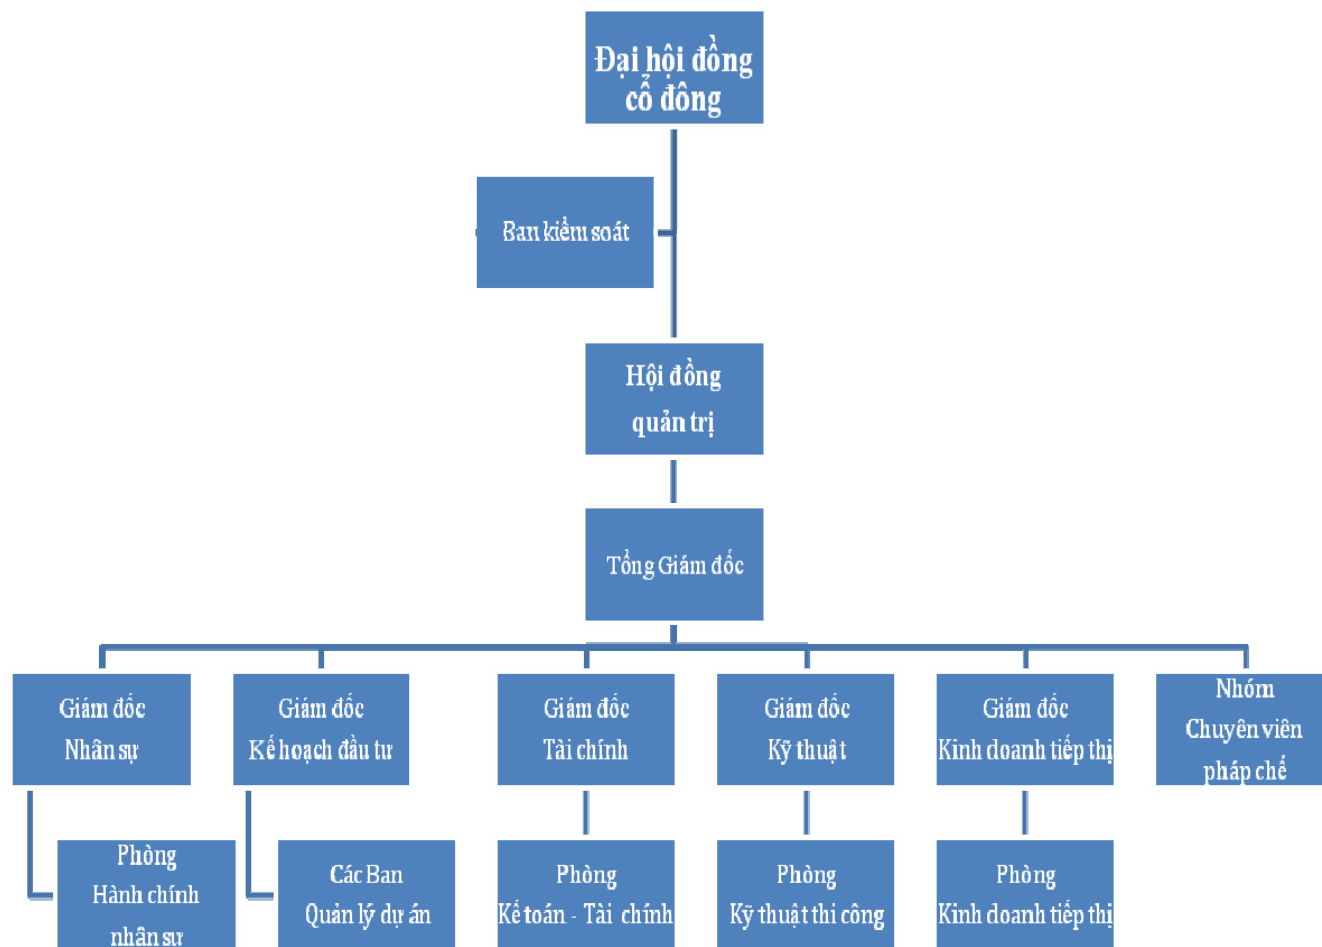 Đại hội đồng
cổ đông
Ban kiểm soát
Hội đồng
quản trị
Tổng Giám đốc
Giám đốc
Nhân sự
Giám đốc
Kế hoạch đầu tư
Giám đốc
Tài chính
Giám đốc
Kỹ thuật
Giám đốc
Kinh doanh tiếp thị
Nhóm
Chuyên viên
pháp chế
Phòng
Hành chính
nhân sự
Các Ban
Quản lý dự án
Phòng
Kế toán - Tài chính
Phòng
Kỹ thuật thi công
Phòng
Kinh doanh tiếp thị